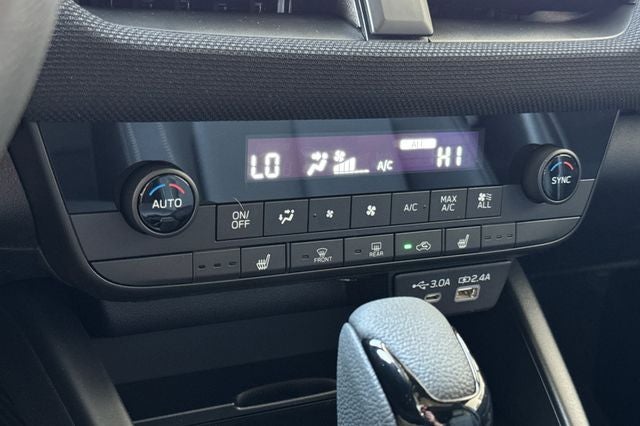 ALL
LO A/C HI
AUTO
ON/
OFF
A/C
MAX
A/C
ALL
SYNC
FRONT
REAR
3.0A 2.4A